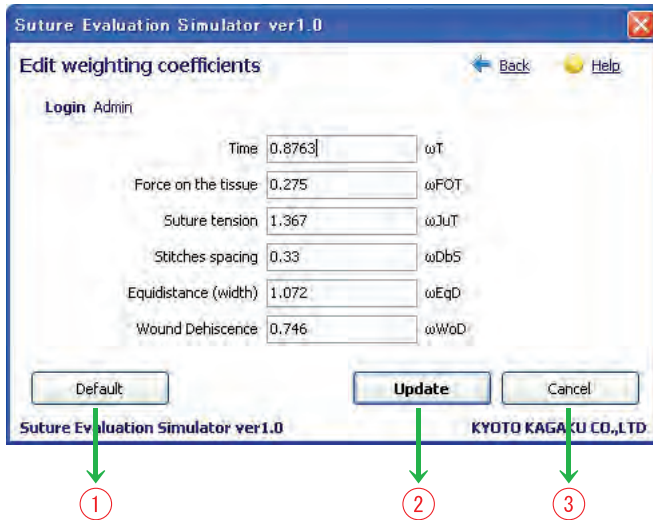 Suture Evaluation Simulator ver1.0
Edit weighting coefficients Back Help
Login Admin
Time 0.8763 ωT
Force on the tissue 0.275 ωFOT
Suture tension 1.367 ωJuT
Stitches spacing 0.33 ωDbS
Equidistance (width) 1.072 ωEqD
Wound Dehiscence 0.746 ωWoD
Default Update Cancel
Suture Evaluation Simulator ver1.0 KYOTO KAGAKU CO.,LTD
1 2 3